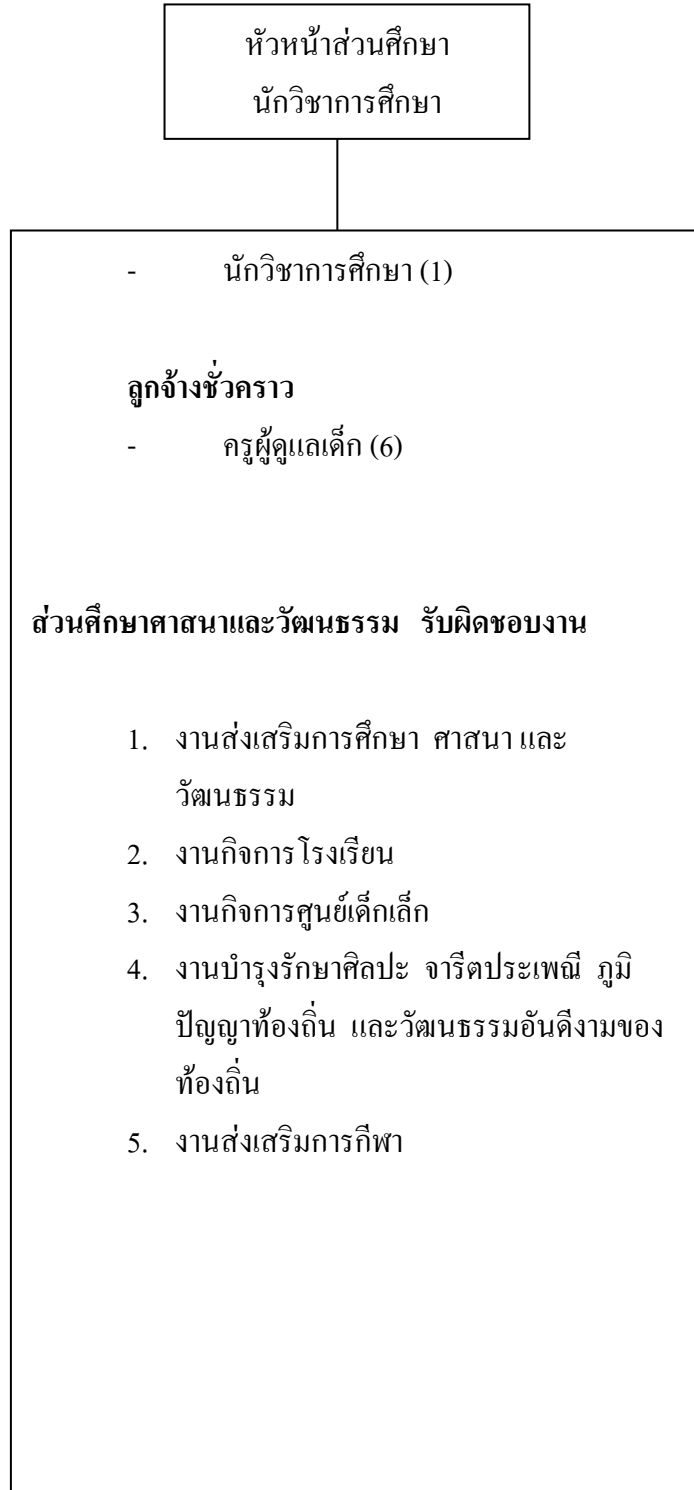 หัวหน้าส่วนศึกษา
นักวิชาการศึกษา
- นักวิชาการศึกษา (1)
ลูกจ้างชั่วคราว
- ครูผู้ดูแลเด็ก (6)
ส่วนศึกษาศาสนาและวัฒนธรรม รับผิดชอบงาน
1. งานส่งเสริมการศึกษา ศาสนา และ
วัฒนธรรม
2. งานกิจการโรงเรียน
3. งานกิจการศูนย์เด็กเล็ก
4. งานบำรุงรักษาศิลปะ จารีตประเพณี ภูมิ
ปัญญาท้องถิ่น และวัฒนธรรมอันดีงามของ
ท้องถิ่น
5. งานส่งเสริมการกีฬา